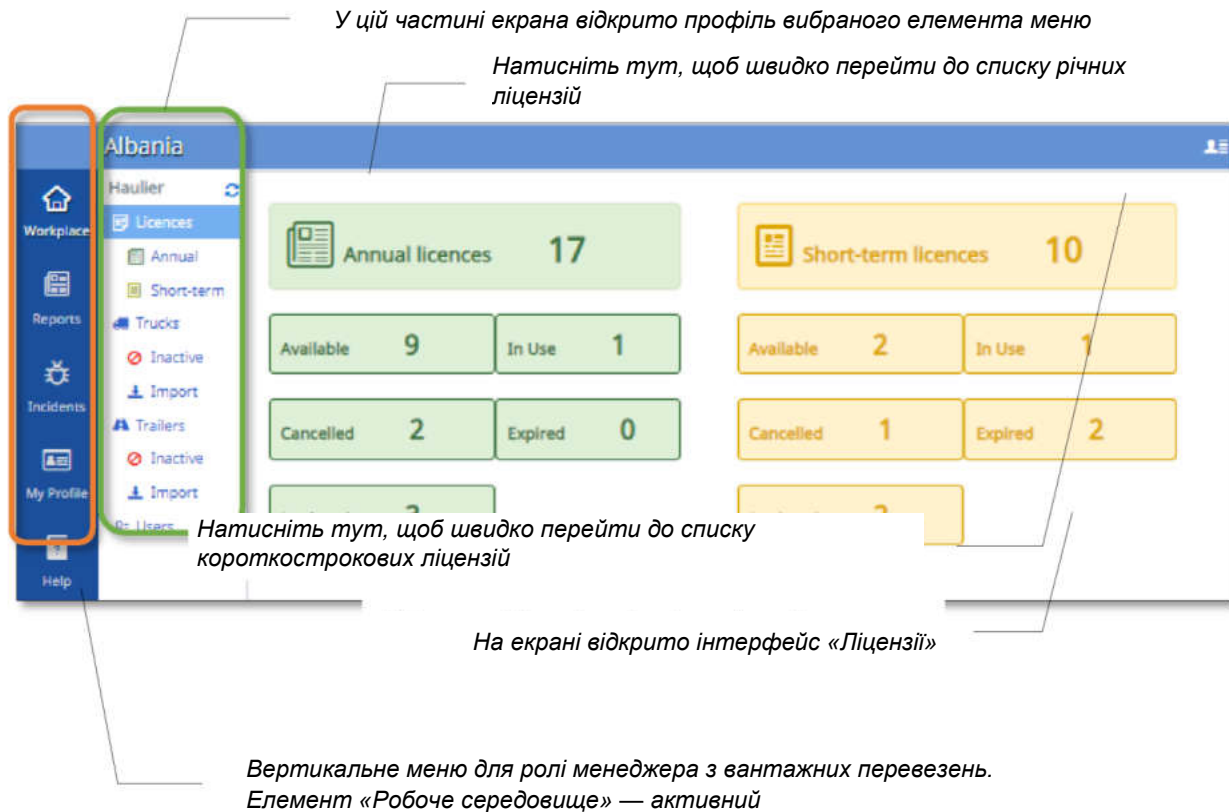 У цій частині екрана відкрито профіль вибраного елемента меню
Натисніть тут, щоб швидко перейти до списку річних
ліцензій
Albania
Haulier
Licences
Annual
Short-term
Trucks
Inactive
Import
Trailers
Inactive
Import
Users
Workplace
Reports
Incidents
My Profile
Help
Annual licences 17
Available 9
In Use 1
Cancelled 2
Expired 0
Short-term licences 10
Available 2
In Use 1
Cancelled 1
Expired 2
Натисніть тут, щоб швидко перейти до списку
короткострокових ліцензій
На екрані відкрито інтерфейс «Ліцензії»
Вертикальне меню для ролі менеджера з вантажних перевезень.
Елемент «Робоче середовище» — активний